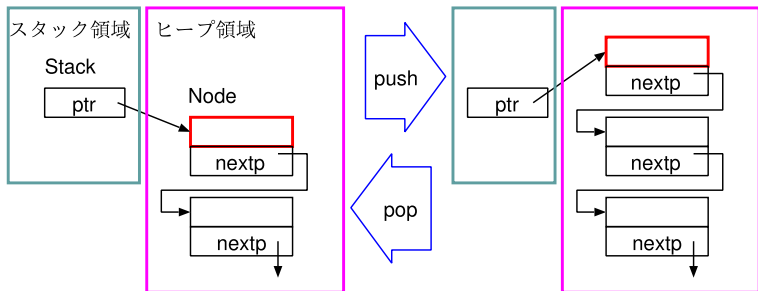 スタック領域
ヒープ領域
Stack
ptr
Node
nextp
nextp
push
pop
ptr
nextp
nextp
nextp